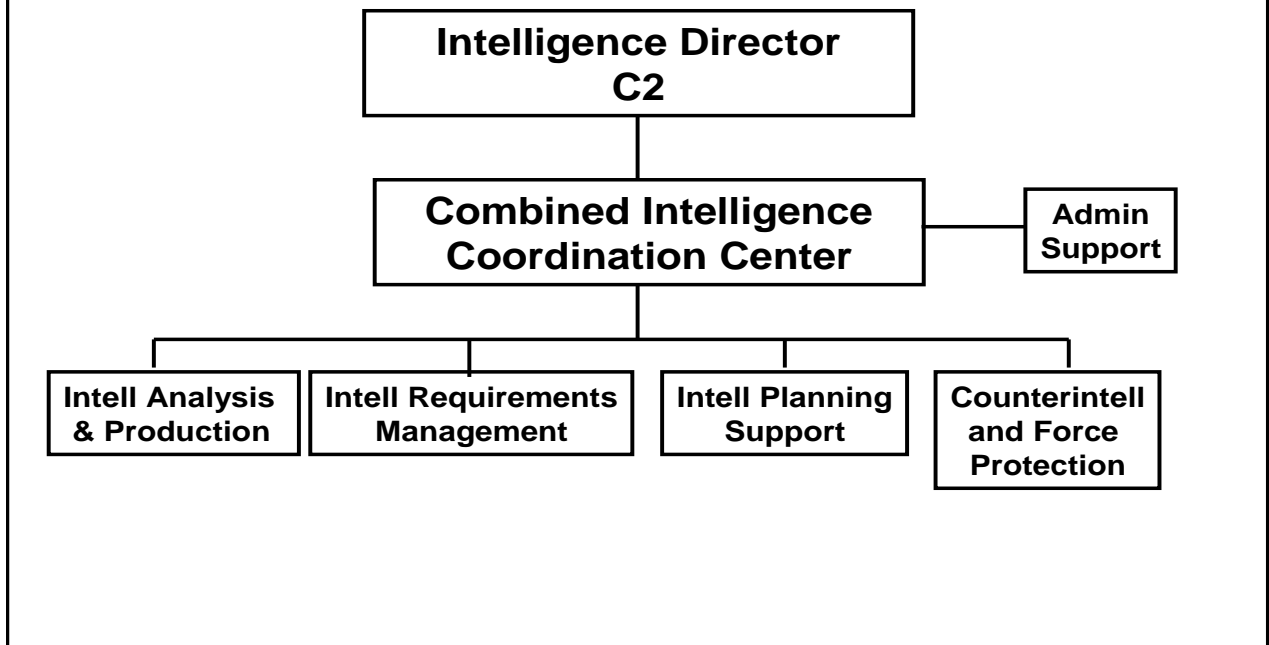 Intelligence Director
C2
Combined Intelligence
Coordination Center
Admin
Support
Intell Analysis
& Production
Intell Requirements
Management
Intell Planning
Support
Counterintell
and Force
Protection